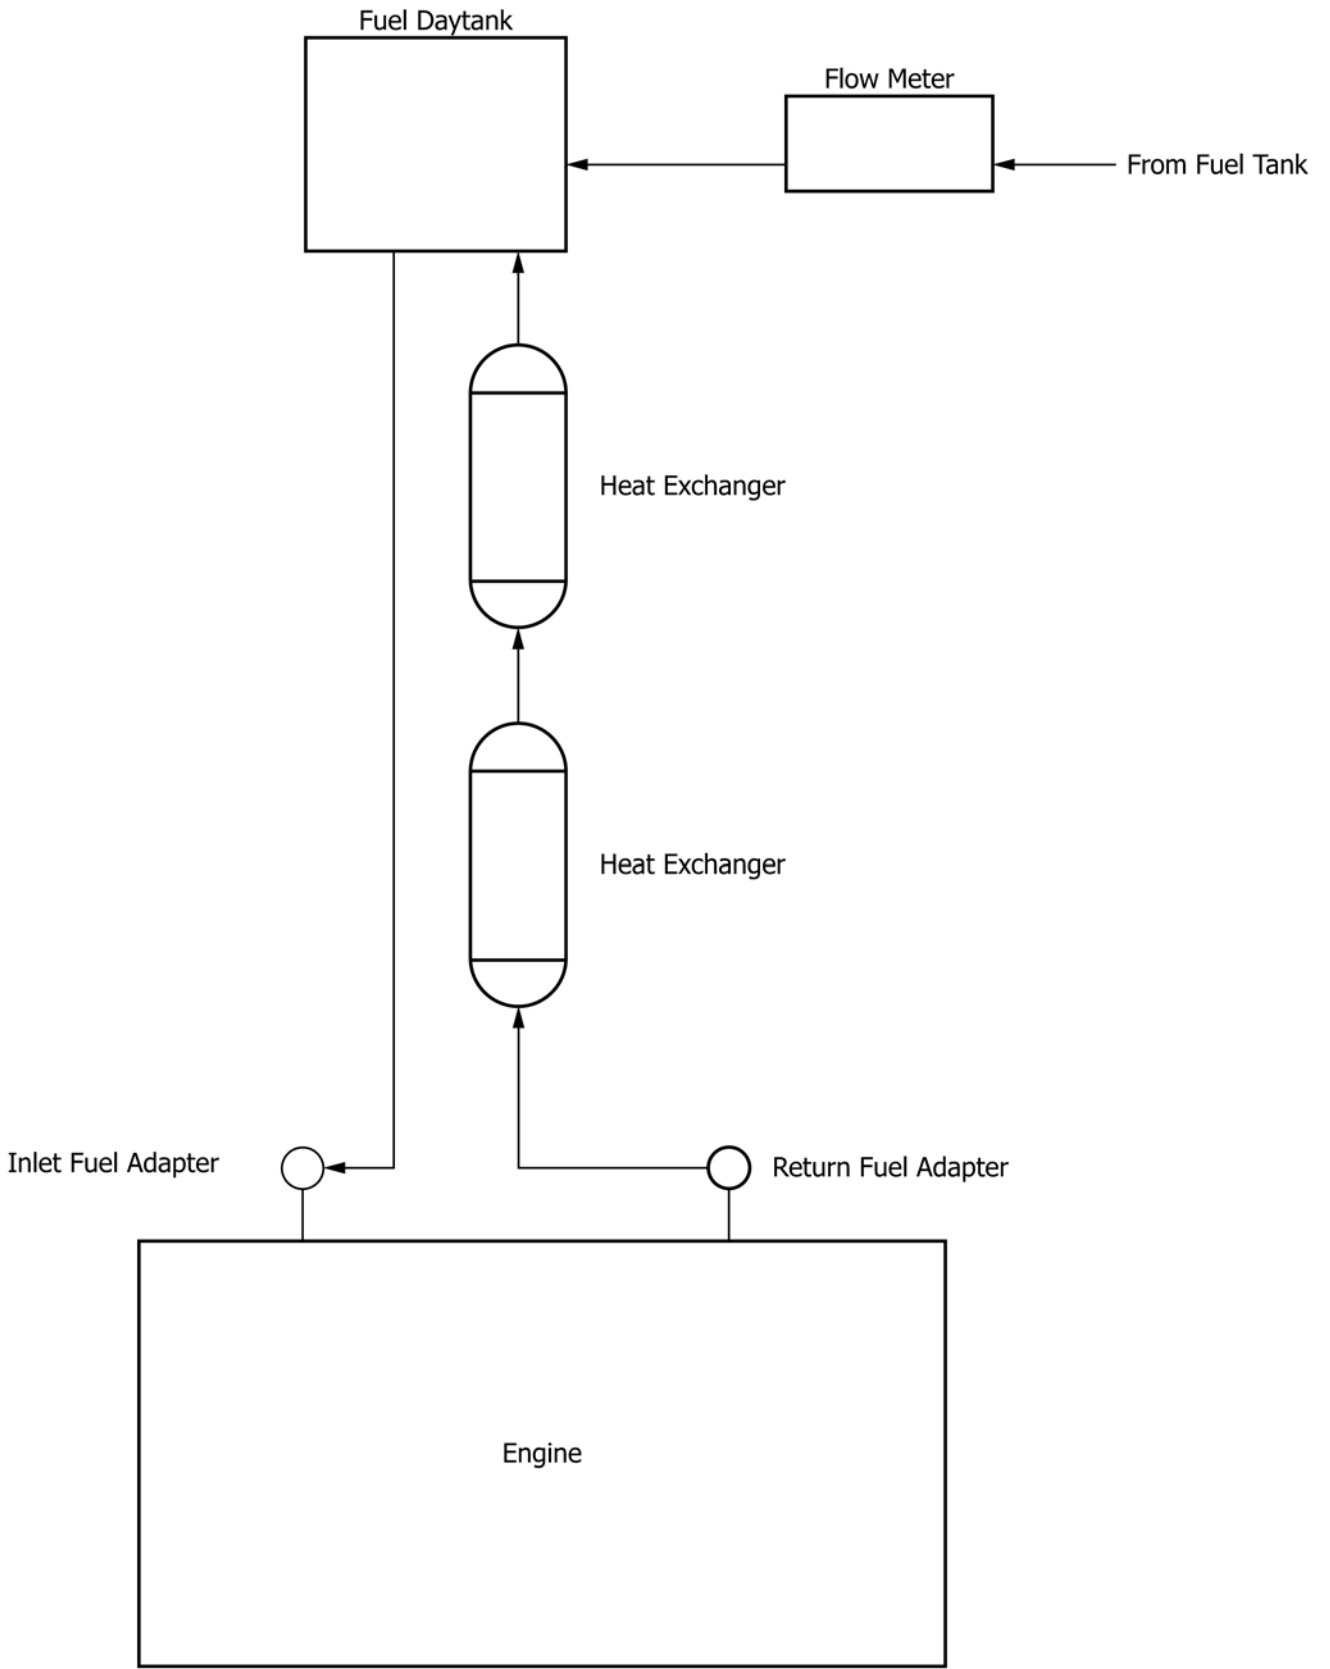 Fuel Daytank
Flow Meter
From Fuel Tank
Heat Exchanger
Heat Exchanger
Inlet Fuel Adapter
Return Fuel Adapter
Engine